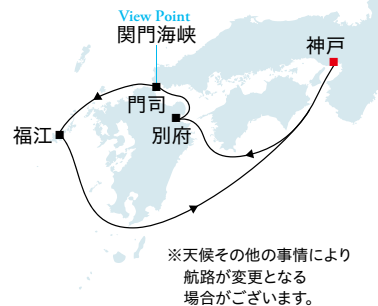 View Point
関門海峡
神戸
門司
福江
別府
※天候その他の事情により
航路が変更となる
場合がございます。